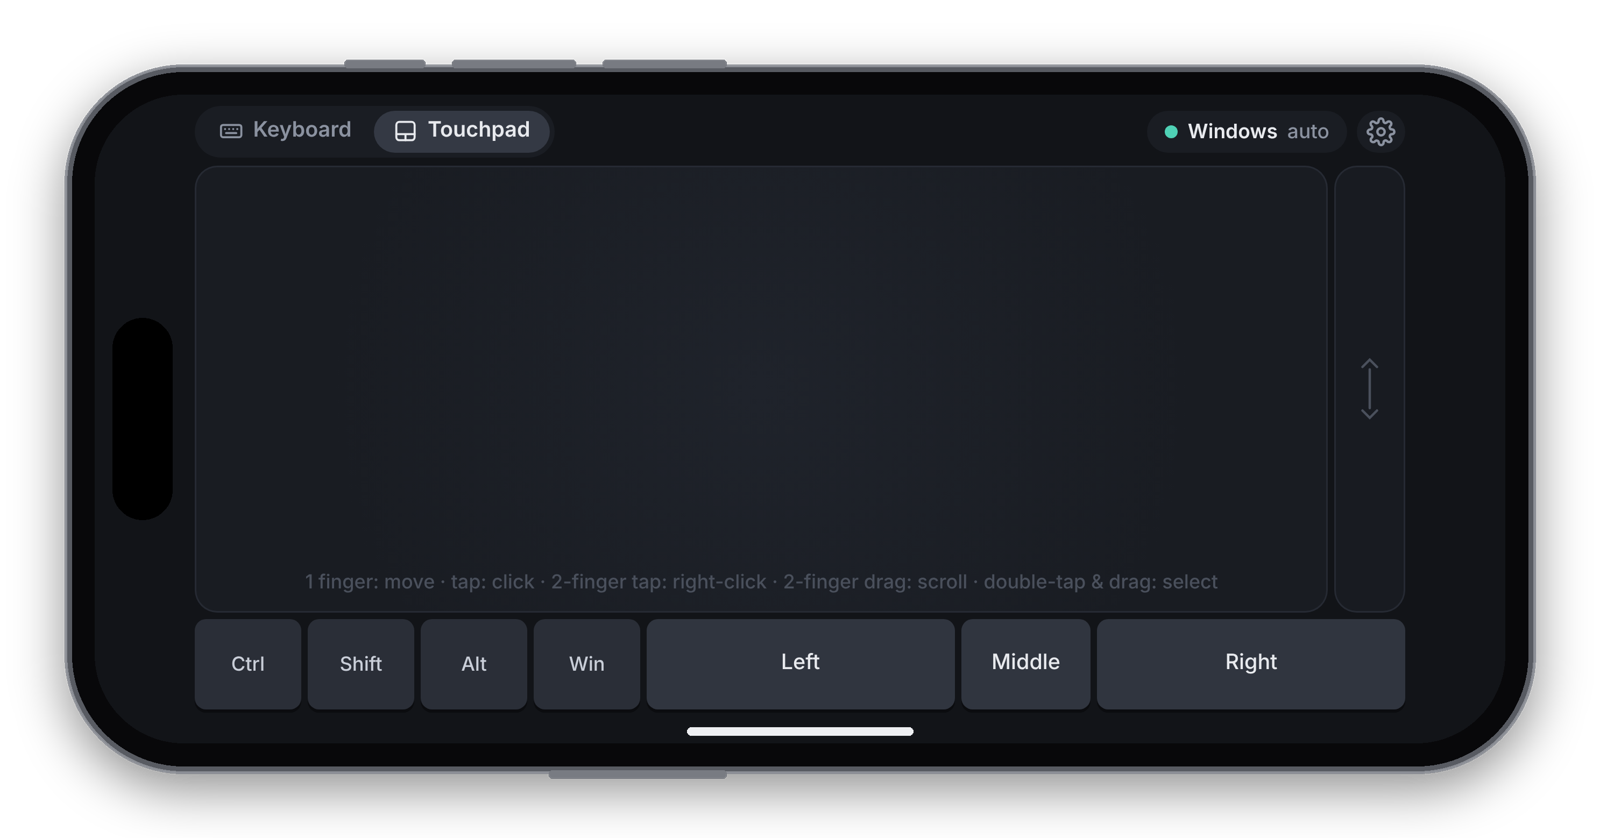 Keyboard Touchpad Windows auto
1 finger: move · tap: click · 2-finger tap: right-click · 2-finger drag: scroll · double-tap & drag: select
Ctrl Shift Alt Win Left Middle Right